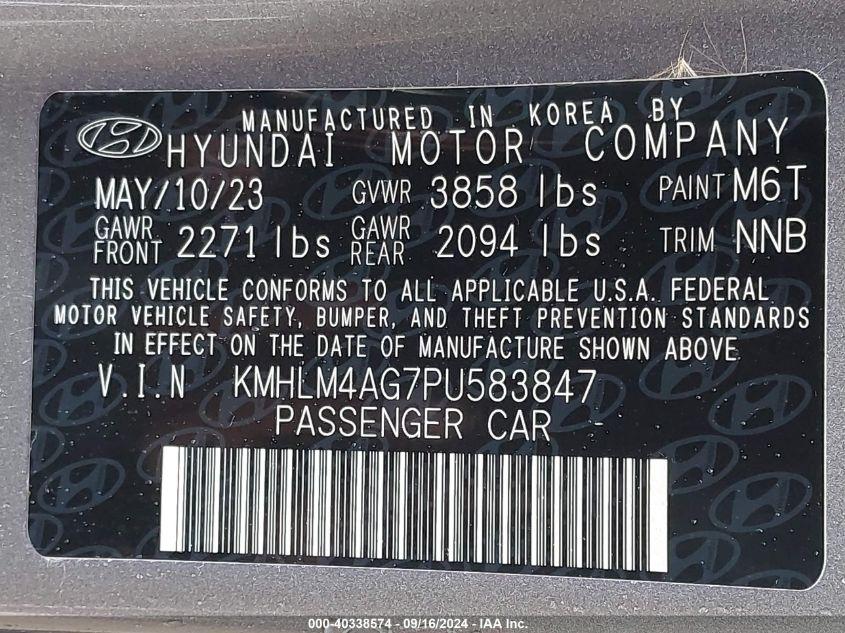 MANUFACTURED IN KOREA BY
HYUNDAI MOTOR COMPANY
MAY/10/23 GVWR 3858 lbs PAINT M6T
GAWR FRONT 2271 lbs GAWR REAR 2094 lbs TRIM NNB
THIS VEHICLE CONFORMS TO ALL APPLICABLE U.S.A. FEDERAL
MOTOR VEHICLE SAFETY, BUMPER, AND THEFT PREVENTION STANDARDS
IN EFFECT ON THE DATE OF MANUFACTURE SHOWN ABOVE.
V.I.N KMHLM4AG7PU583847
PASSENGER CAR
000-40338574 - 09/16/2024 - IAA Inc.